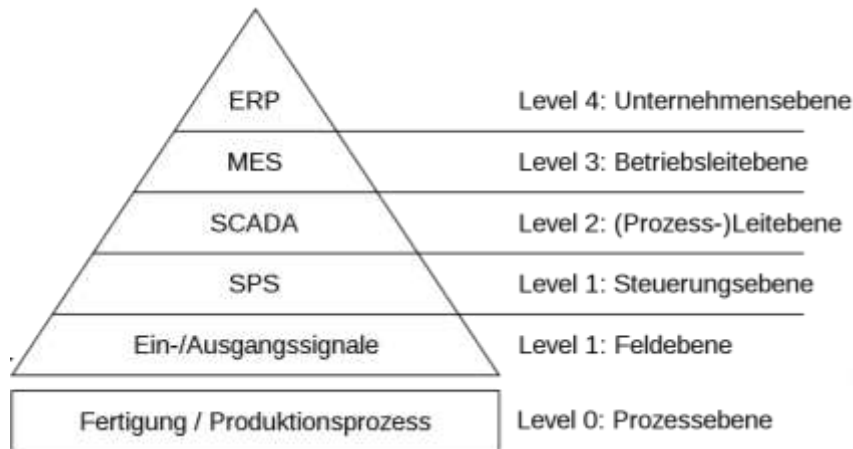 ERP Level 4: Unternehmensebene
MES Level 3: Betriebsleitebene
SCADA Level 2: (Prozess-)Leitebene
SPS Level 1: Steuerungsebene
Ein-/Ausgangssignale Level 1: Feldebene
Fertigung / Produktionsprozess Level 0: Prozessebene